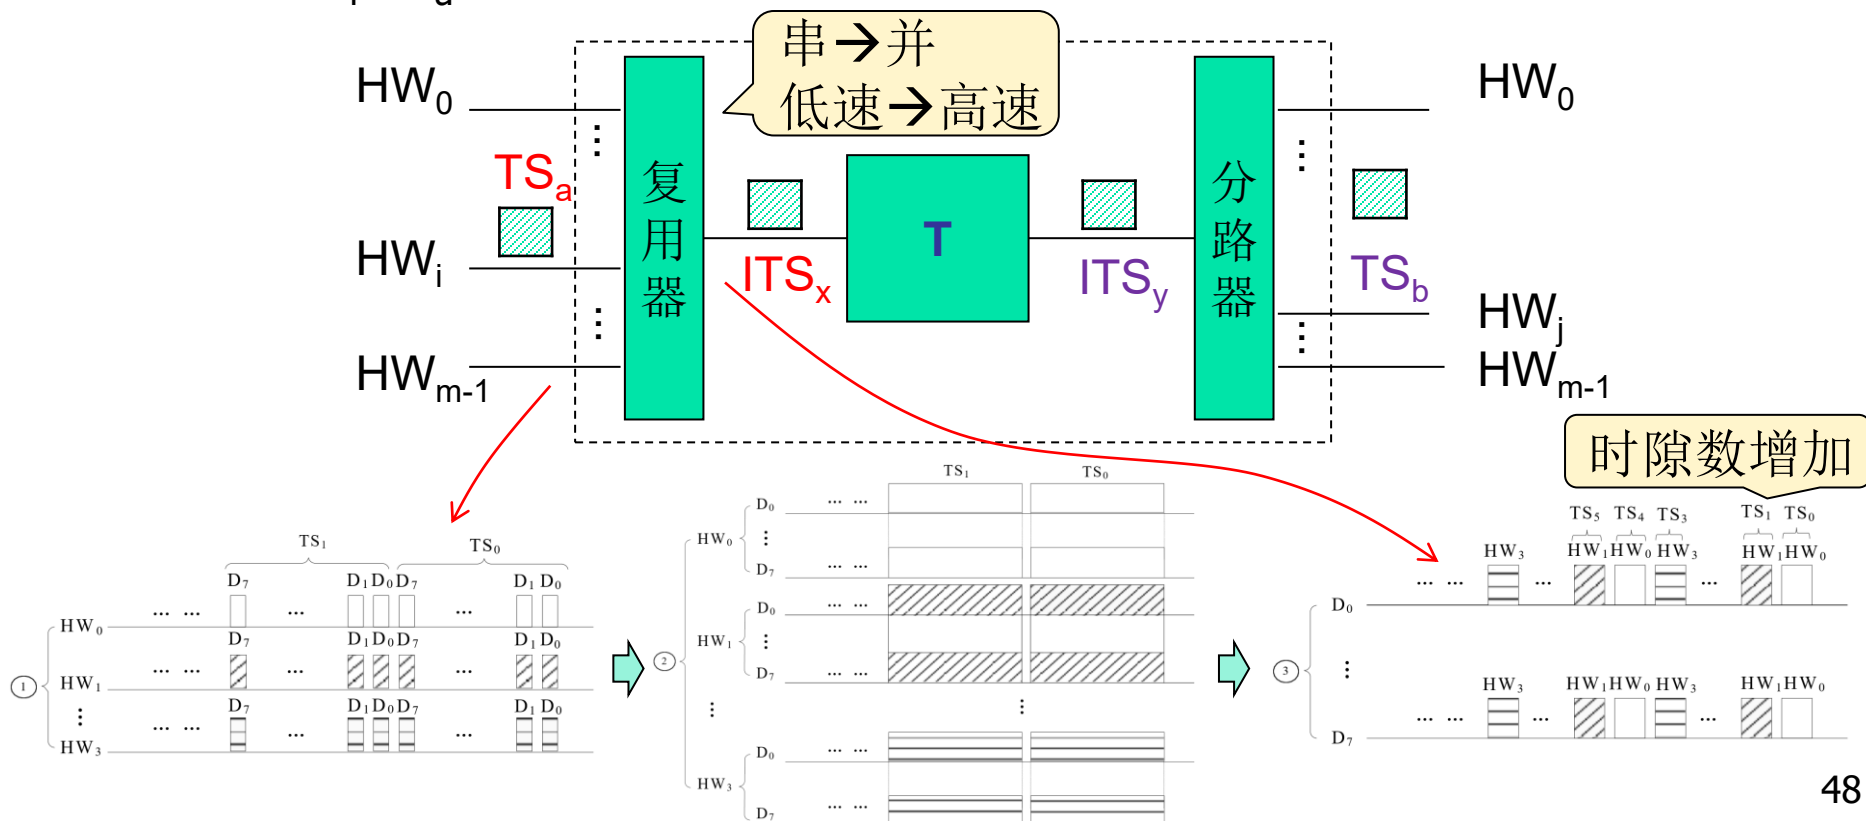 串→并
低速→高速
HW0
HW0
TSa
复用器
ITSx
T
ITSy
分路器
TSb
HWi
HWj
HWm-1
HWm-1
时隙数增加
TS1 TS0
D7 ... D1 D0 D7 ... D1 D0
HW0 ... ...
D7 D1 D0 D7 D1 D0
HW1 ... ... ... ...
① ⋮
D7 D1 D0 D7 D1 D0
HW3 ... ... ... ...
TS1 TS0
D0 ... ...
HW0 ⋮
D7 ... ...
D0 ... ...
② HW1 ⋮
D7 ... ...
⋮ ⋮
D0 ... ...
HW3
D7 ... ...
TS5 TS4 TS3 TS1 TS0
HW3 HW1 HW0 HW3 HW1 HW0
... ... ... ...
D0
③ ⋮
HW3 HW1 HW0 HW3 HW1 HW0
... ... ... ...
D7
48